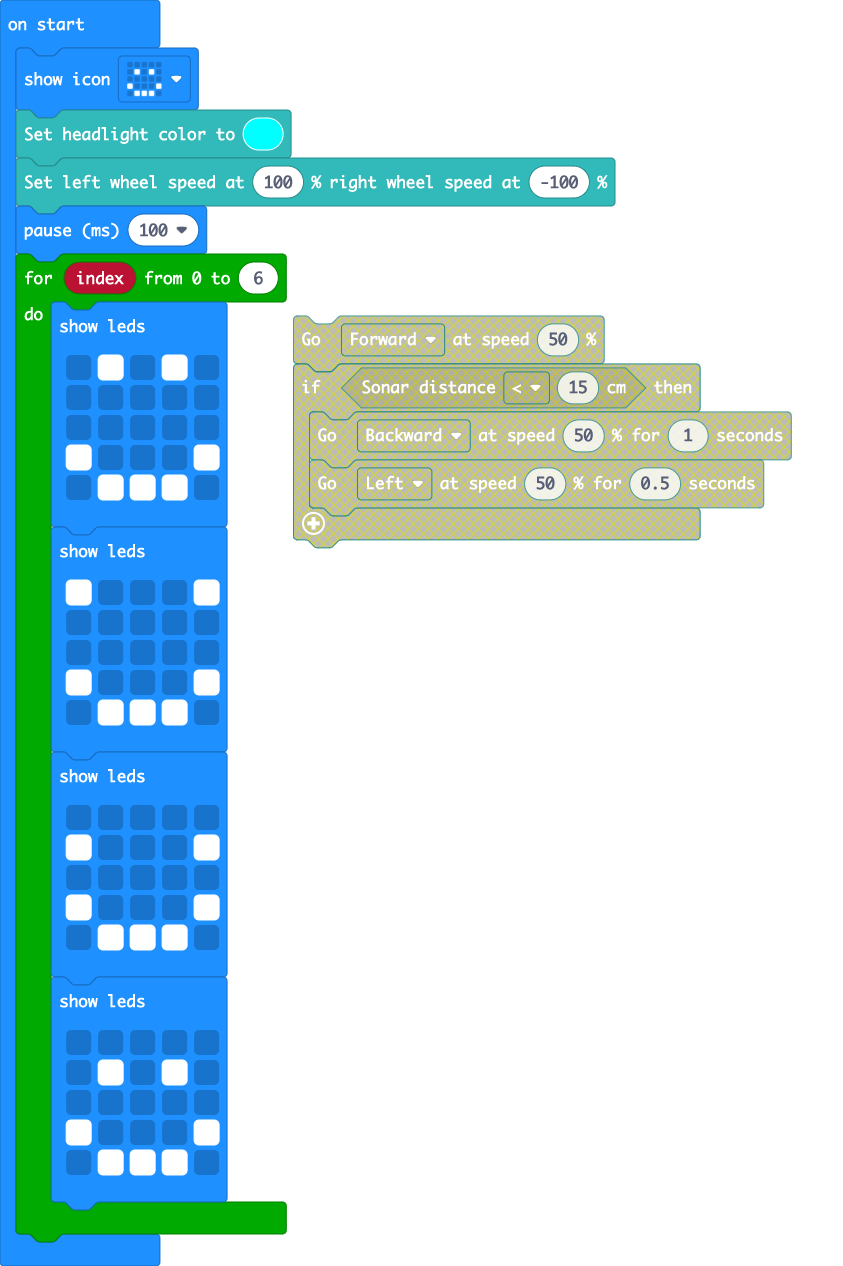 on start
show icon
Set headlight color to
Set left wheel speed at 100 % right wheel speed at -100 %
pause (ms) 100
for index from 0 to 6
do
show leds
Go Forward at speed 50 %
if Sonar distance < 15 cm then
Go Backward at speed 50 % for 1 seconds
Go Left at speed 50 % for 0.5 seconds
show leds
show leds
show leds